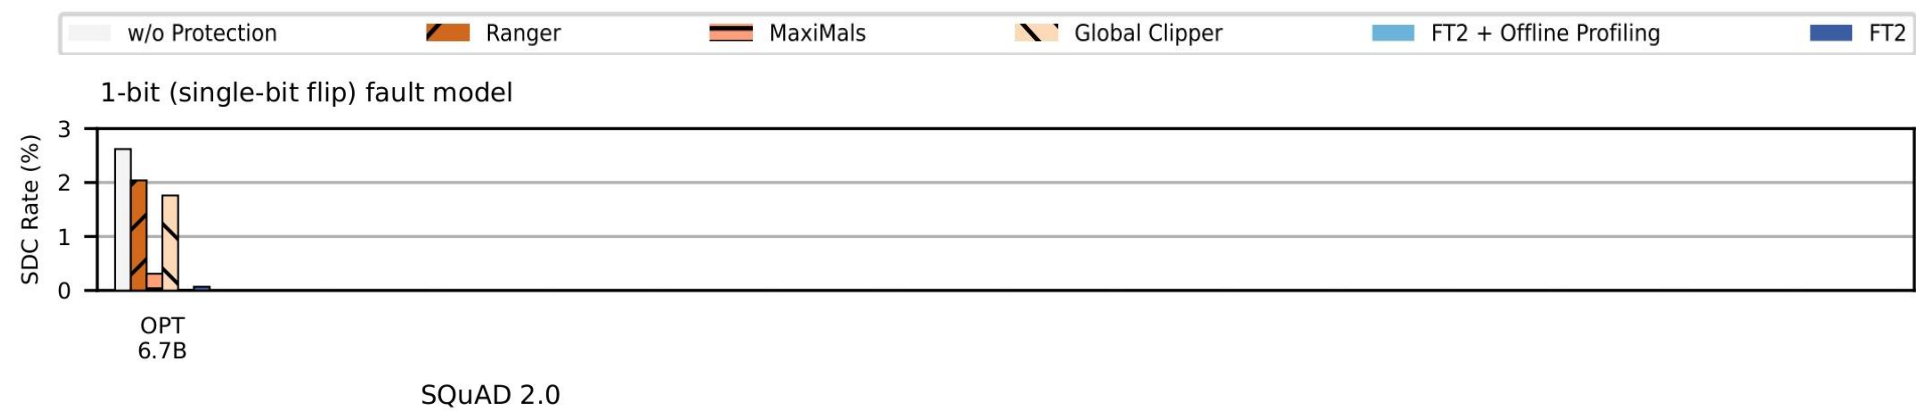 w/o Protection Ranger MaxiMals Global Clipper FT2 + Offline Profiling FT2
1-bit (single-bit flip) fault model
SDC Rate (%)
3
2
1
0
OPT
6.7B
SQuAD 2.0